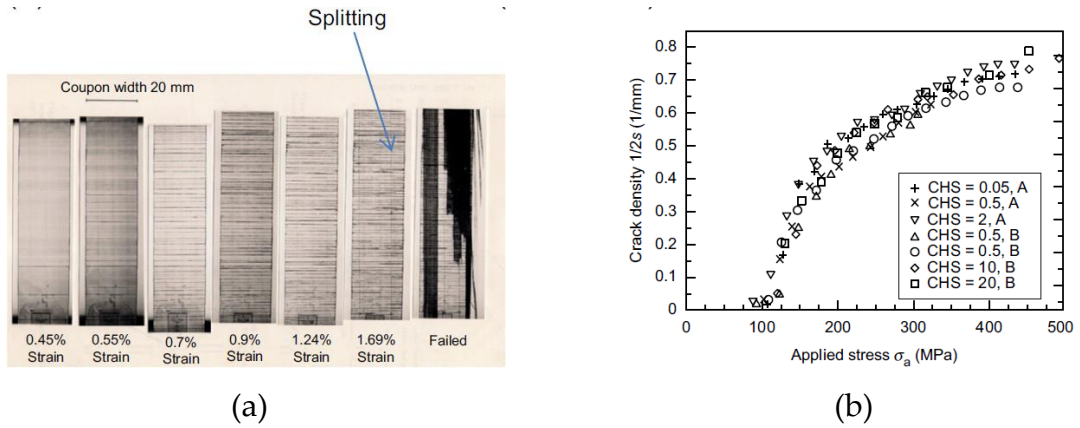 Splitting
Coupon width 20 mm
0.45%
Strain
0.55%
Strain
0.7%
Strain
0.9%
Strain
1.24%
Strain
1.69%
Strain
Failed
(a)
Crack density 1/2s (1/mm)
0.8
0.7
0.6
0.5
0.4
0.3
0.2
0.1
0
0
100
200
300
400
500
Applied stress σa (MPa)
CHS = 0.05, A
CHS = 0.5, A
CHS = 2, A
CHS = 0.5, B
CHS = 0.5, B
CHS = 10, B
CHS = 20, B
(b)